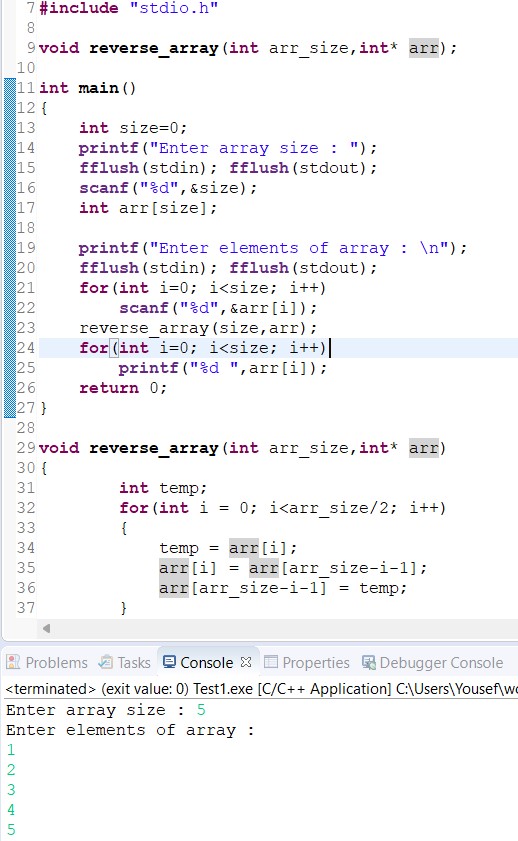 7 #include "stdio.h"
8
9 void reverse_array(int arr_size,int* arr);
10
11 int main()
12 {
13     int size=0;
14     printf("Enter array size : ");
15     fflush(stdin); fflush(stdout);
16     scanf("%d",&size);
17     int arr[size];
18
19     printf("Enter elements of array : \n");
20     fflush(stdin); fflush(stdout);
21     for(int i=0; i<size; i++)
22         scanf("%d",&arr[i]);
23     reverse_array(size,arr);
24     for(int i=0; i<size; i++)
25         printf("%d ",arr[i]);
26     return 0;
27 }
28
29 void reverse_array(int arr_size,int* arr)
30 {
31         int temp;
32         for(int i = 0; i<arr_size/2; i++)
33         {
34             temp = arr[i];
35             arr[i] = arr[arr_size-i-1];
36             arr[arr_size-i-1] = temp;
37         }
Problems Tasks Console Properties Debugger Console
<terminated> (exit value: 0) Test1.exe [C/C++ Application] C:\Users\Yousef\wo
Enter array size : 5
Enter elements of array :
1
2
3
4
5